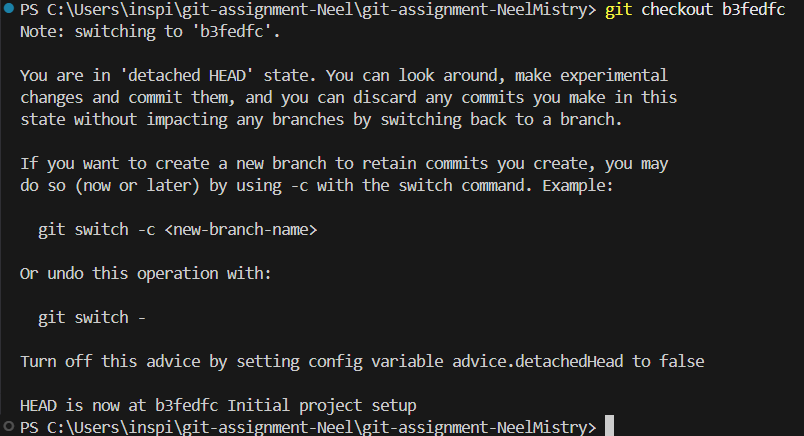 PS C:\Users\inspi\git-assignment-Neel\git-assignment-NeelMistry> git checkout b3fedfc
Note: switching to 'b3fedfc'.

You are in 'detached HEAD' state. You can look around, make experimental
changes and commit them, and you can discard any commits you make in this
state without impacting any branches by switching back to a branch.

If you want to create a new branch to retain commits you create, you may
do so (now or later) by using -c with the switch command. Example:

  git switch -c <new-branch-name>

Or undo this operation with:

  git switch -

Turn off this advice by setting config variable advice.detachedHead to false

HEAD is now at b3fedfc Initial project setup
PS C:\Users\inspi\git-assignment-Neel\git-assignment-NeelMistry>